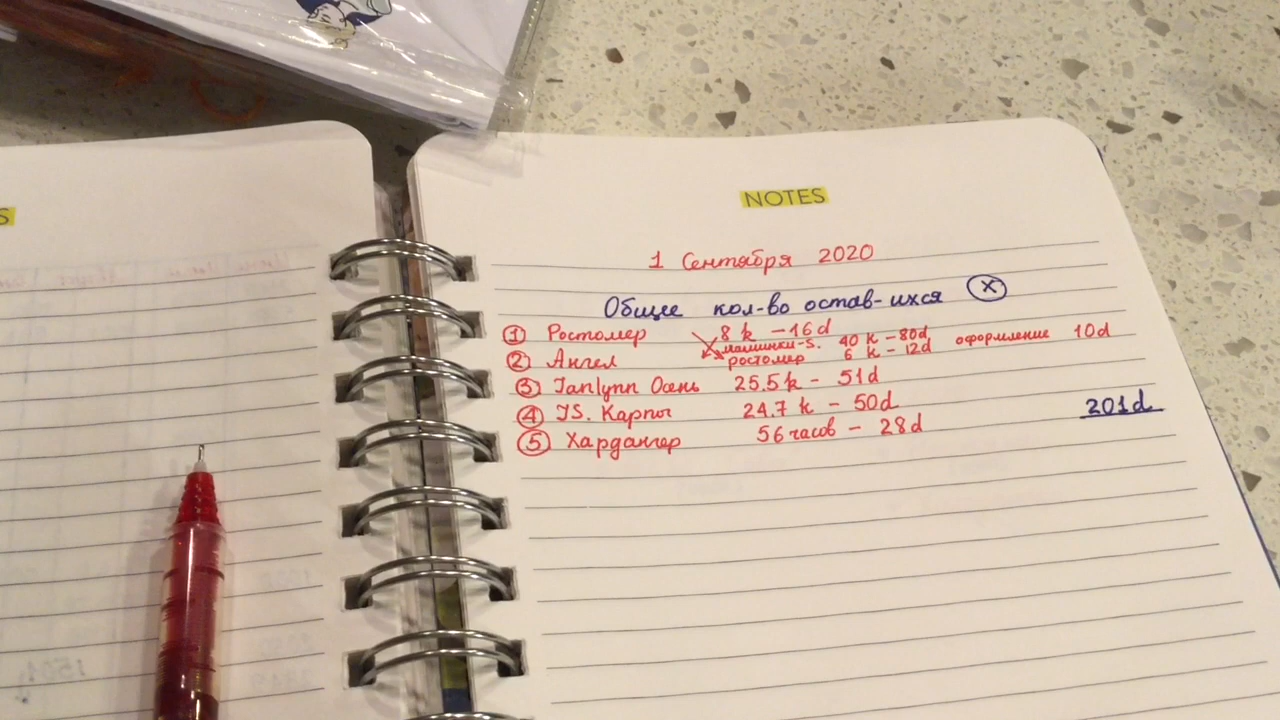 S
NOTES
1 Сентября 2020
Общее кол-во остав-ихся X
① Ростомер 8 k – 16 d
② Ангел машинки-S. 40 k – 80d оформление 10d
ростомер 6 k – 12d
③ Janlynn Осень 25.5 k – 51d
④ JS. Карты 24.7 k – 50d
201d
⑤ Хардангер 56 часов – 28d